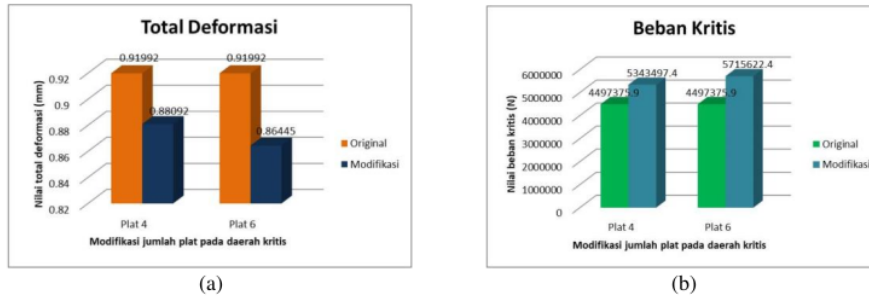 Total Deformasi
0.91992
0.91992
0.92
0.9
0.88
0.86
0.84
0.82
0.88092
0.86445
Nilai total deformasi (mm)
Original
Modifikasi
Plat 4
Plat 6
Modifikasi jumlah plat pada daerah kritis
(a)
Beban Kritis
5715622.4
5343497.4
4497375.9
4497375.9
6000000
5000000
4000000
3000000
2000000
1000000
0
Nilai beban kritis (N)
Original
Modifikasi
Plat 4
Plat 6
Modifikasi jumlah plat pada daerah kritis
(b)